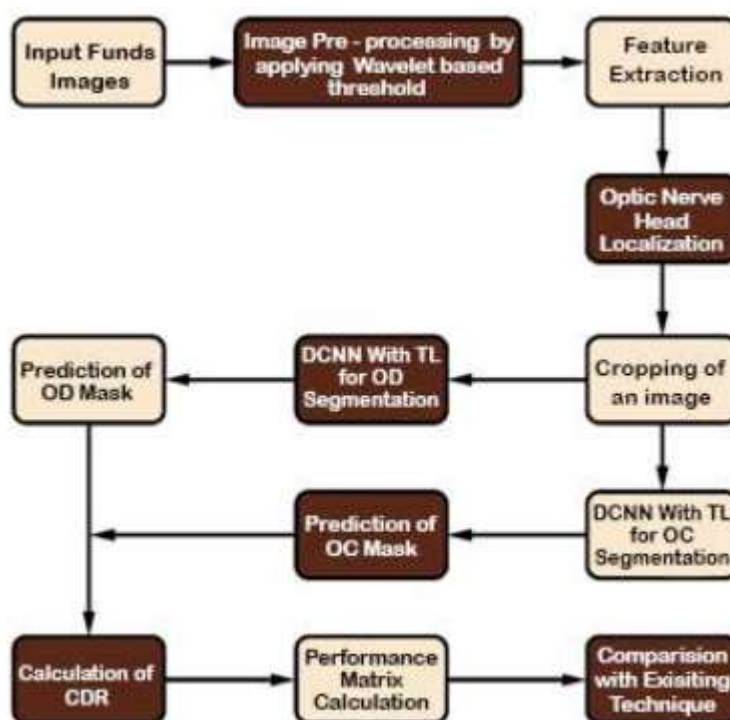 Input Funds
Images
Image Pre - processing by
applying Wavelet based
threshold
Feature
Extraction
Optic Nerve
Head
Localization
Cropping of
an image
DCNN With TL
for OD
Segmentation
Prediction of
OD Mask
DCNN With TL
for OC
Segmentation
Prediction of
OC Mask
Calculation of
CDR
Performance
Matrix
Calculation
Comparision
with Exisiting
Technique